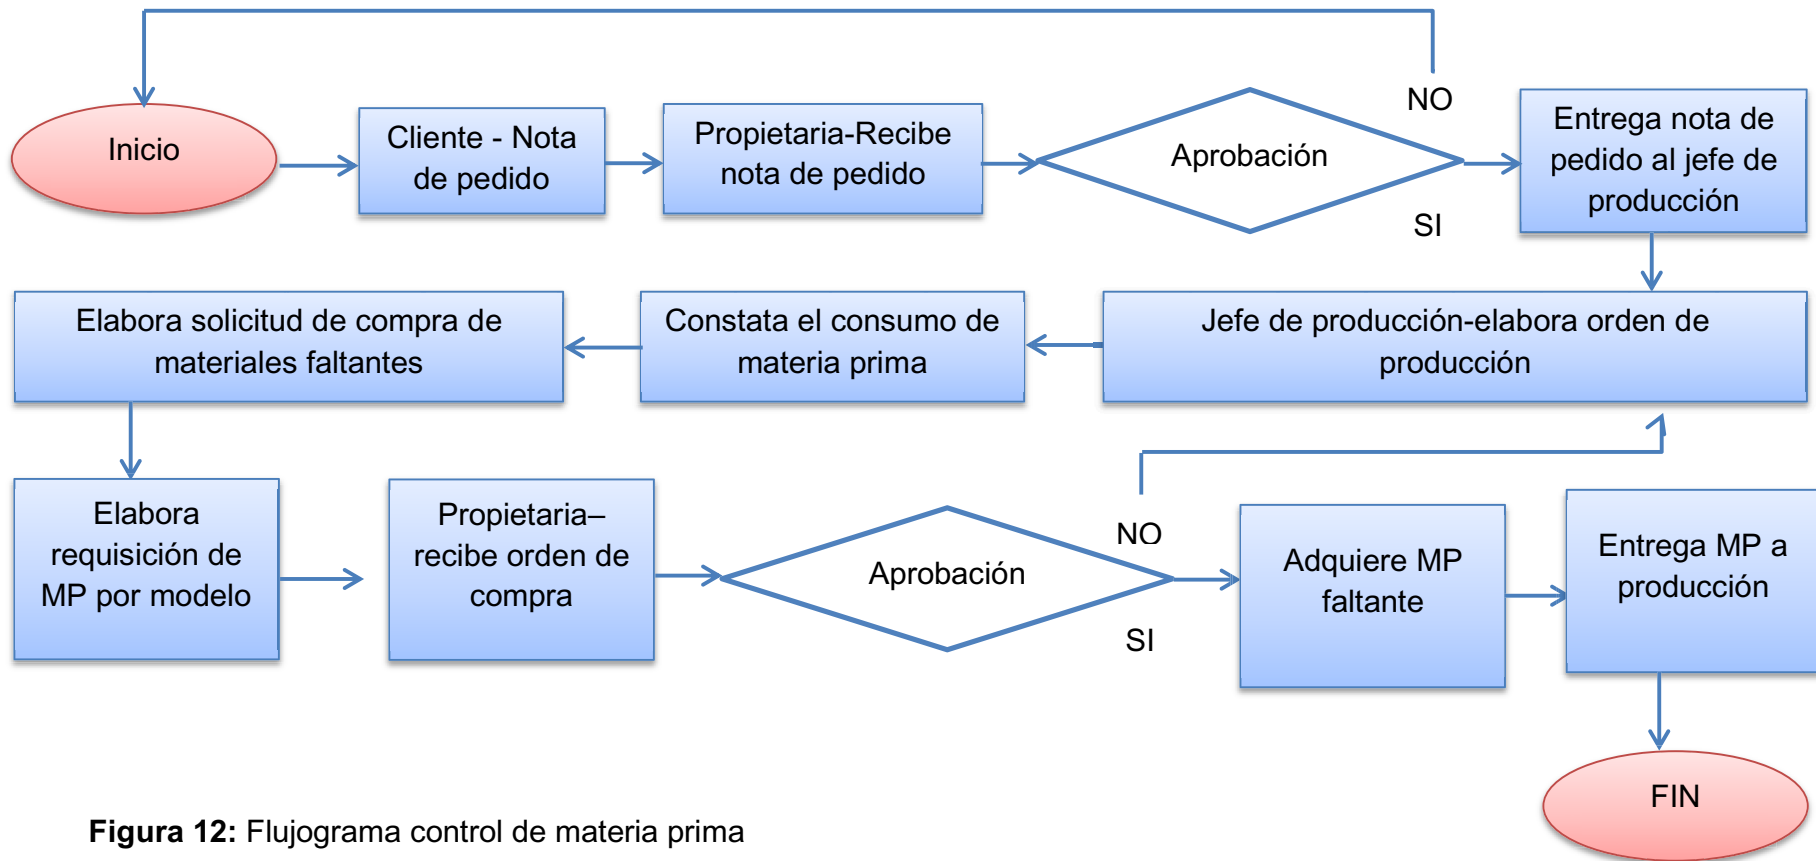 Inicio
Cliente - Nota
de pedido
Propietaria-Recibe
nota de pedido
Aprobación
NO
SI
Entrega nota de
pedido al jefe de
producción
Jefe de producción-elabora orden de
producción
Constata el consumo de
materia prima
Elabora solicitud de compra de
materiales faltantes
Elabora
requisición de
MP por modelo
Propietaria–
recibe orden de
compra
Aprobación
NO
SI
Adquiere MP
faltante
Entrega MP a
producción
FIN
Figura 12: Flujograma control de materia prima